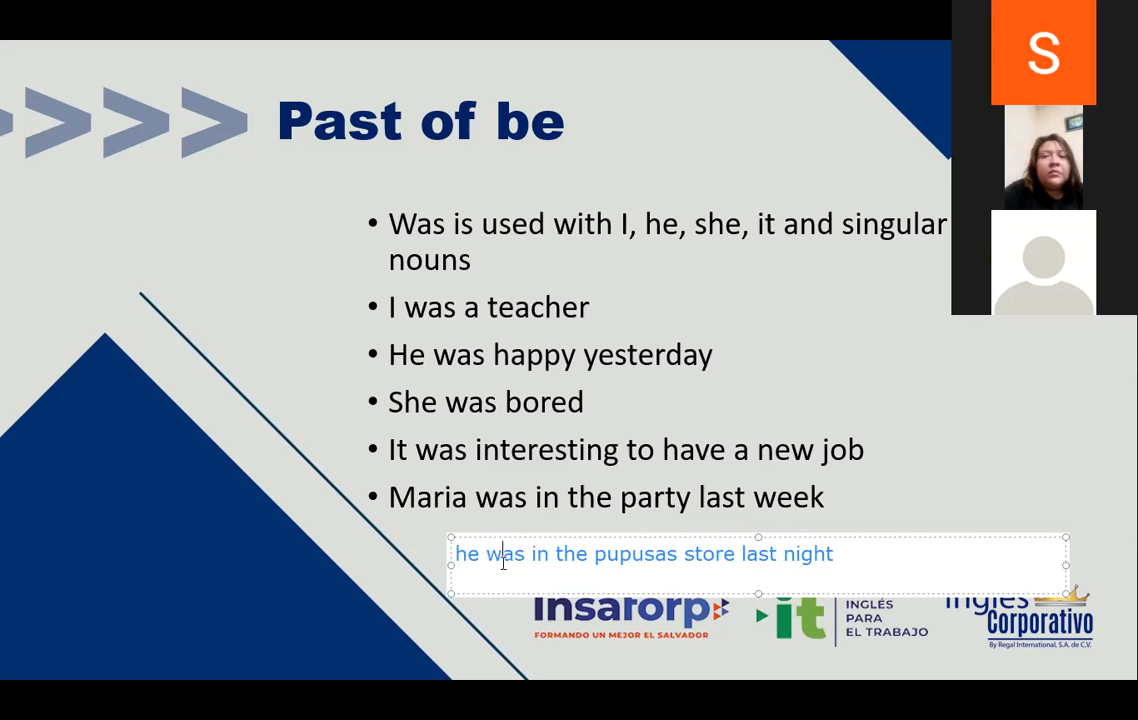 S
Past of be
• Was is used with I, he, she, it and singular
nouns
• I was a teacher
• He was happy yesterday
• She was bored
• It was interesting to have a new job
• Maria was in the party last week
he was in the pupusas store last night
Insaforp
FORMANDO UN MEJOR EL SALVADOR
it
INGLÉS
PARA
EL TRABAJO
Inglés
Corporativo
By Regal International, S.A. de C.V.